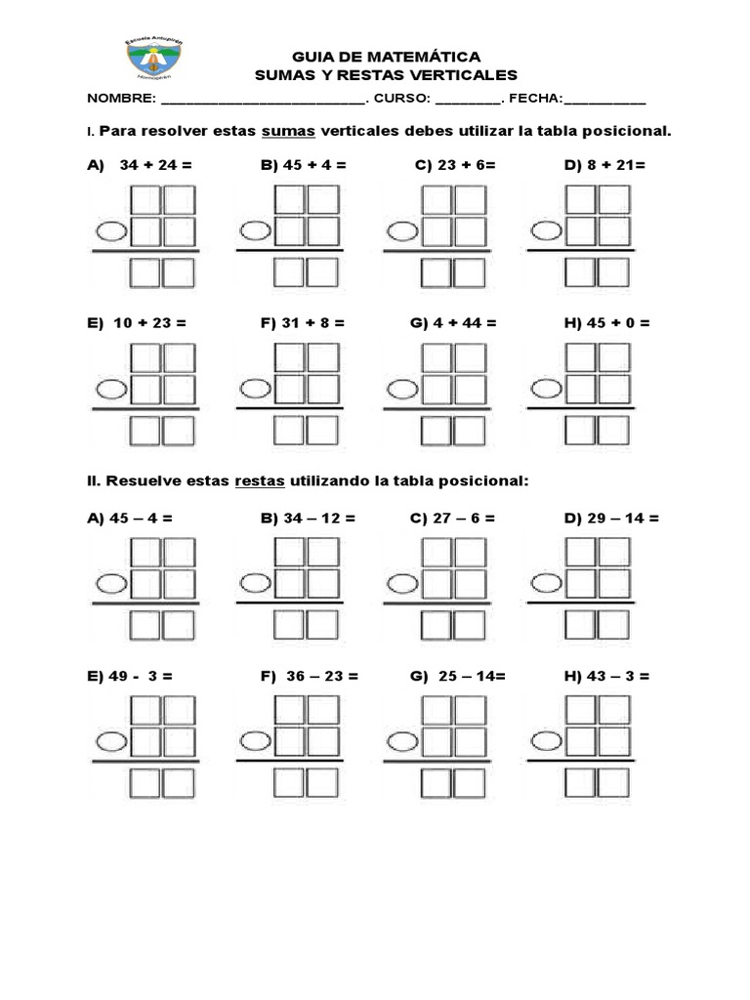 Escuela Antupirén
Hornopirén
GUIA DE MATEMÁTICA
SUMAS Y RESTAS VERTICALES
NOMBRE: _________________________. CURSO: ________. FECHA:__________
I. Para resolver estas sumas verticales debes utilizar la tabla posicional.
A) 34 + 24 = B) 45 + 4 = C) 23 + 6= D) 8 + 21=
E) 10 + 23 = F) 31 + 8 = G) 4 + 44 = H) 45 + 0 =
II. Resuelve estas restas utilizando la tabla posicional:
A) 45 – 4 = B) 34 – 12 = C) 27 – 6 = D) 29 – 14 =
E) 49 - 3 = F) 36 – 23 = G) 25 – 14= H) 43 – 3 =